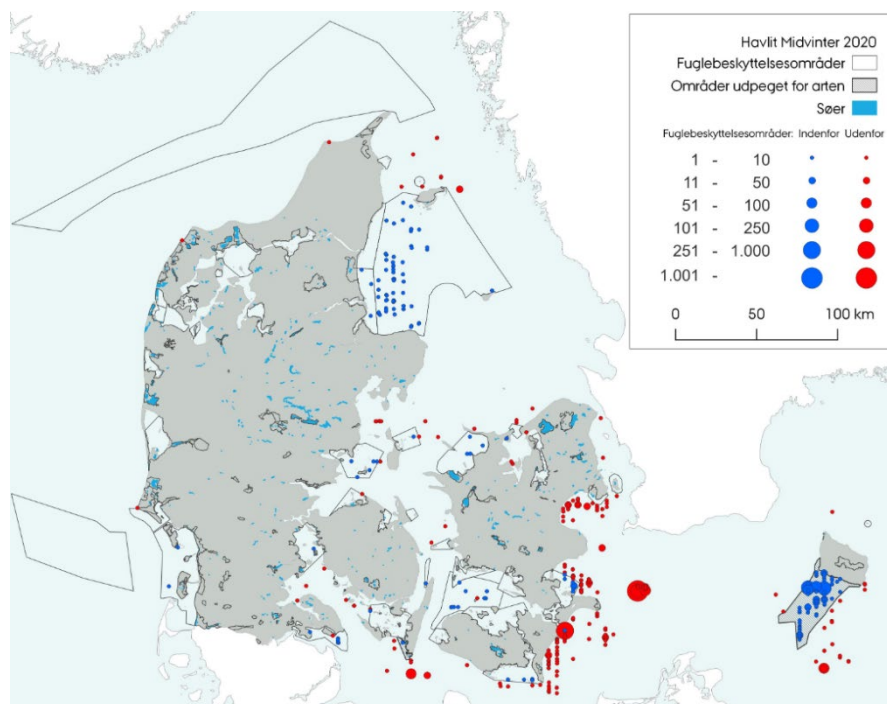 Havlit Midvinter 2020
Fuglebeskyttelsesområder
Områder udpeget for arten
Søer
Fuglebeskyttelsesområder: Indenfor Udenfor
1 - 10
11 - 50
51 - 100
101 - 250
251 - 1.000
1.001 -
0 50 100 km